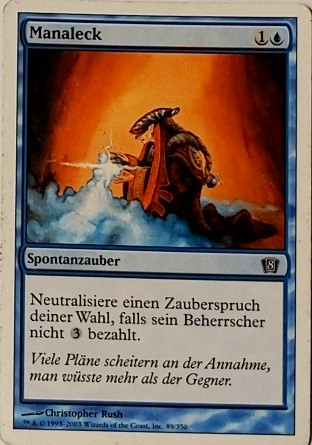 Manaleck 1
Spontanzauber 8
Neutralisiere einen Zauberspruch
deiner Wahl, falls sein Beherrscher
nicht 3 bezahlt.
Viele Pläne scheitern an der Annahme,
man wüsste mehr als der Gegner.
Christopher Rush
™ & © 1993-2003 Wizards of the Coast, Inc. 89/350